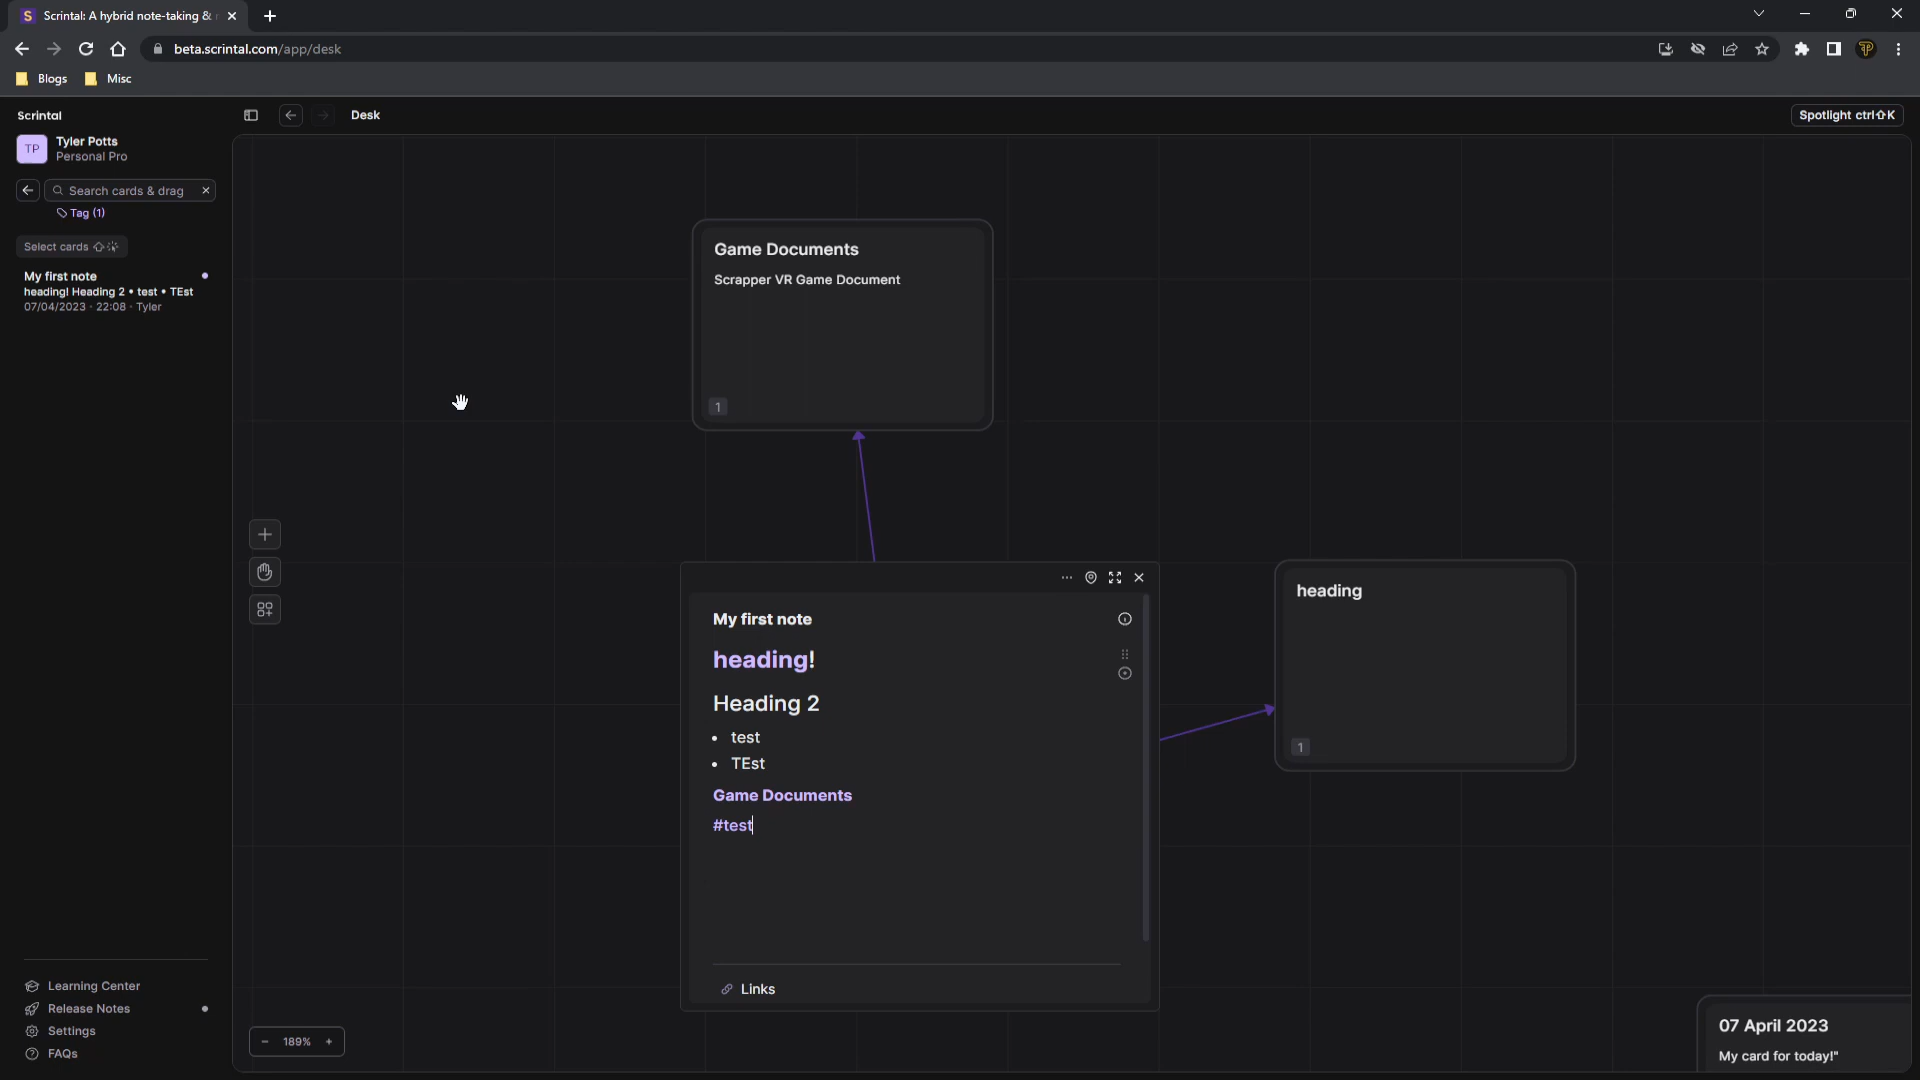 Scrintal: A hybrid note-taking &
beta.scrintal.com/app/desk
Blogs
Misc
Scrintal
Desk
Spotlight ctrl⇧K
TP
Tyler Potts
Personal Pro
Search cards & drag
Tag (1)
Select cards
My first note
heading! Heading 2 • test • TEst
07/04/2023 · 22:08 · Tyler
Game Documents
Scrapper VR Game Document
1
My first note
heading!
Heading 2
• test
• TEst
Game Documents
#test
Links
heading
1
Learning Center
Release Notes
Settings
FAQs
− 189% +
07 April 2023
My card for today!"